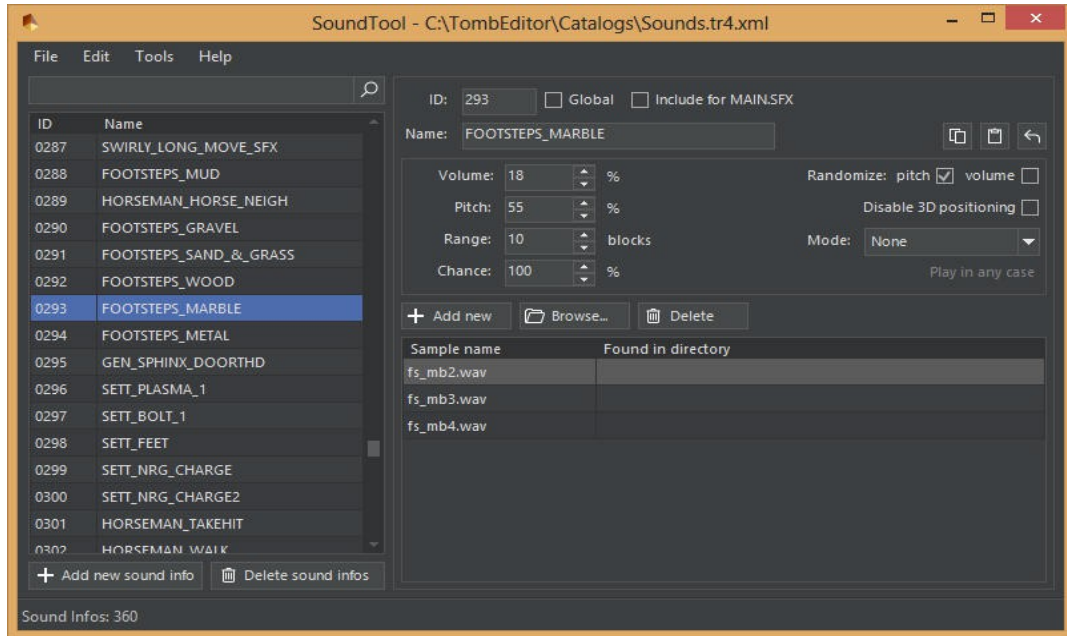 SoundTool - C:\TombEditor\Catalogs\Sounds.tr4.xml
File Edit Tools Help
ID Name
0287 SWIRLY_LONG_MOVE_SFX
0288 FOOTSTEPS_MUD
0289 HORSEMAN_HORSE_NEIGH
0290 FOOTSTEPS_GRAVEL
0291 FOOTSTEPS_SAND_&_GRASS
0292 FOOTSTEPS_WOOD
0293 FOOTSTEPS_MARBLE
0294 FOOTSTEPS_METAL
0295 GEN_SPHINX_DOORTHD
0296 SETT_PLASMA_1
0297 SETT_BOLT_1
0298 SETT_FEET
0299 SETT_NRG_CHARGE
0300 SETT_NRG_CHARGE2
0301 HORSEMAN_TAKEHIT
0302 HORSEMAN_WALK
Add new sound info Delete sound infos
ID: 293 Global Include for MAIN.SFX
Name: FOOTSTEPS_MARBLE
Volume: 18 % Randomize: pitch volume
Pitch: 55 % Disable 3D positioning
Range: 10 blocks Mode: None
Chance: 100 % Play in any case
Add new Browse... Delete
Sample name Found in directory
fs_mb2.wav
fs_mb3.wav
fs_mb4.wav
Sound Infos: 360